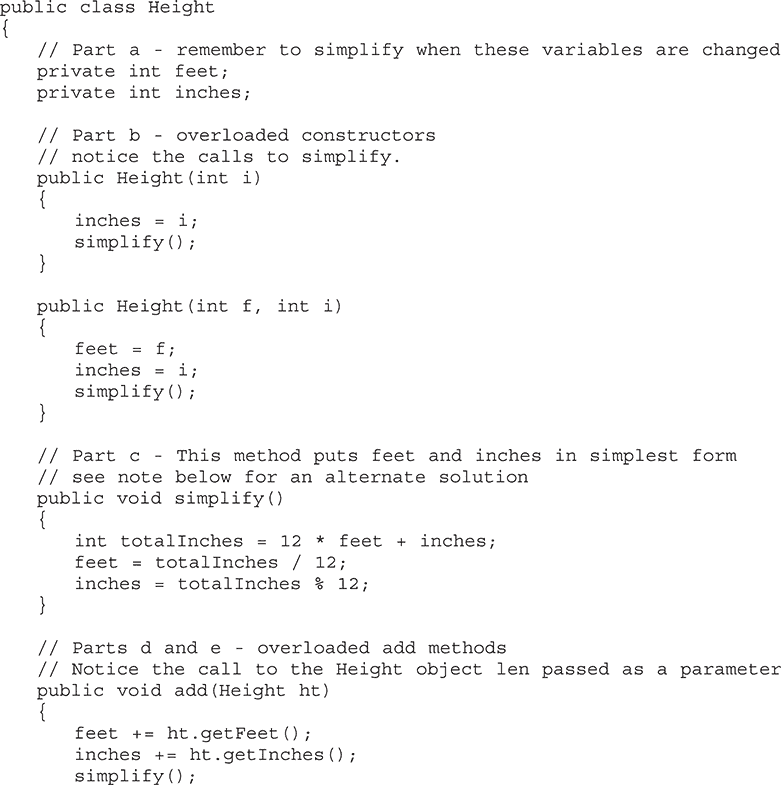 public class Height
{
// Part a - remember to simplify when these variables are changed
private int feet;
private int inches;
// Part b - overloaded constructors
// notice the calls to simplify.
public Height(int i)
{
inches = i;
simplify();
}
public Height(int f, int i)
{
feet = f;
inches = i;
simplify();
}
// Part c - This method puts feet and inches in simplest form
// see note below for an alternate solution
public void simplify()
{
int totalInches = 12 * feet + inches;
feet = totalInches / 12;
inches = totalInches % 12;
}
// Parts d and e - overloaded add methods
// Notice the call to the Height object len passed as a parameter
public void add(Height ht)
{
feet += ht.getFeet();
inches += ht.getInches();
simplify();